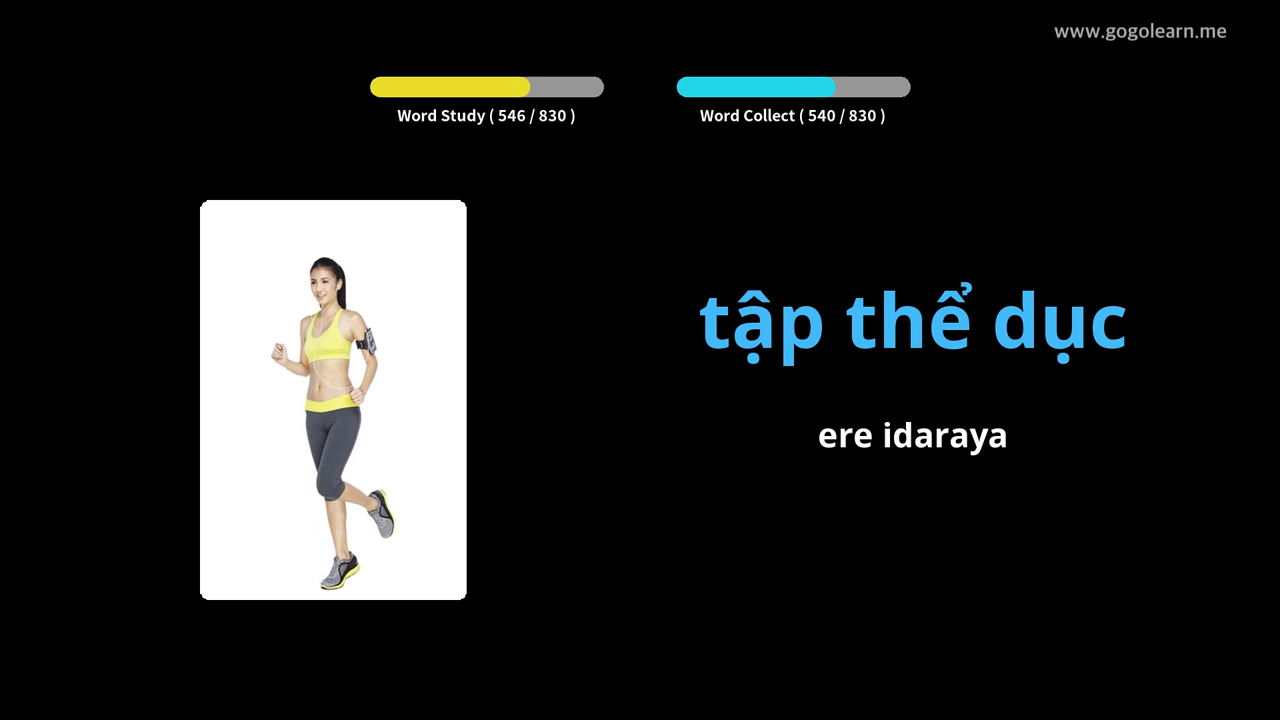 www.gogolearn.me
Word Study ( 546 / 830 )
Word Collect ( 540 / 830 )
tập thể dục
ere idaraya